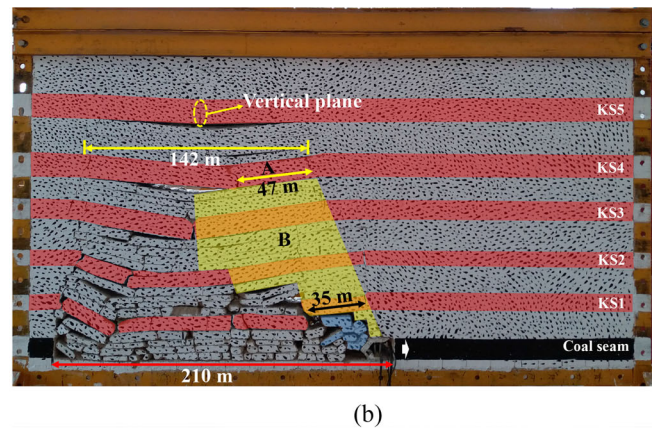 Vertical plane
KS5
142 m
A
KS4
47 m
KS3
B
KS2
35 m
KS1
Coal seam
210 m
(b)